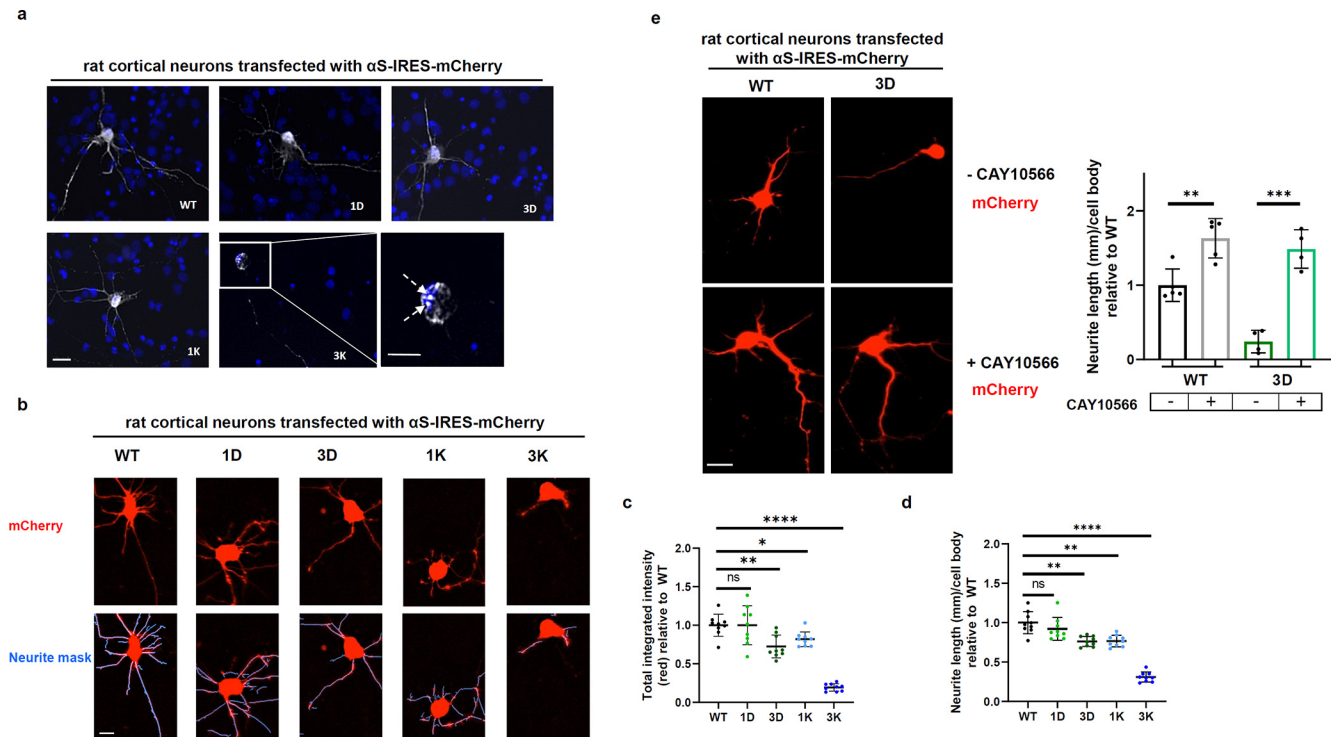 a
rat cortical neurons transfected with αS-IRES-mCherry
WT
1D
3D
1K
3K
b
rat cortical neurons transfected with αS-IRES-mCherry
WT 1D 3D 1K 3K
mCherry
Neurite mask
e
rat cortical neurons transfected
with αS-IRES-mCherry
WT 3D
- CAY10566
mCherry
+ CAY10566
mCherry
Neurite length (mm)/cell body
relative to WT
2
1
0
** ***
WT 3D
CAY10566 - + - +
c
Total integrated intensity
(red) relative to WT
2.0
1.5
1.0
0.5
0.0
****
*
**
ns
WT 1D 3D 1K 3K
d
Neurite length (mm)/cell body
relative to WT
2.0
1.5
1.0
0.5
0.0
****
**
**
ns
WT 1D 3D 1K 3K